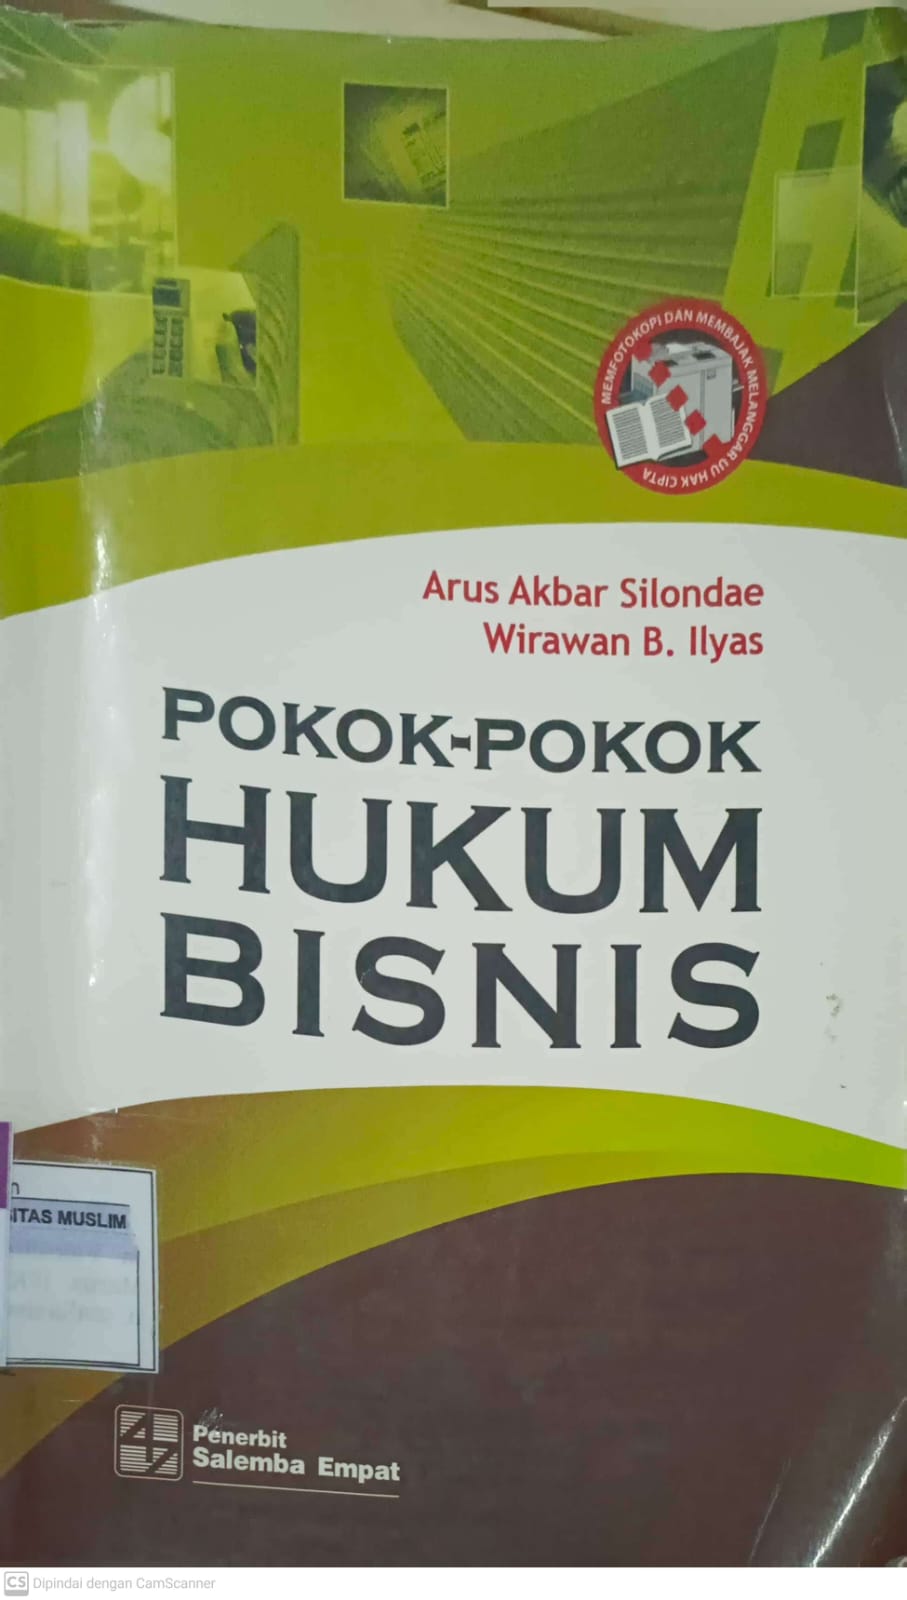 MEMFOTOKOPI DAN MEMBAJAK MELANGGAR UU HAK CIPTA
Arus Akbar Silondae
Wirawan B. Ilyas
POKOK-POKOK
HUKUM
BISNIS
ITAS MUSLIM
Penerbit
Salemba Empat
CS Dipindai dengan CamScanner